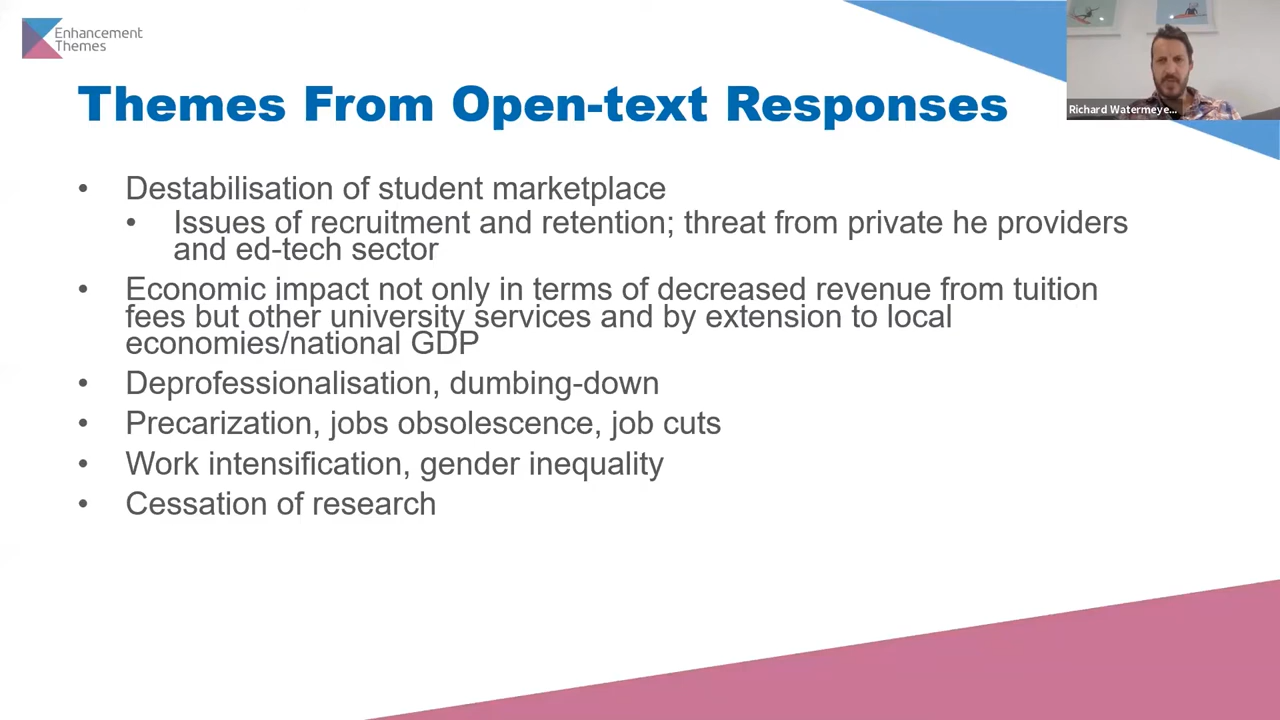 Enhancement
Themes
Richard Watermeye...
Themes From Open-text Responses
• Destabilisation of student marketplace
• Issues of recruitment and retention; threat from private he providers
and ed-tech sector
• Economic impact not only in terms of decreased revenue from tuition
fees but other university services and by extension to local
economies/national GDP
• Deprofessionalisation, dumbing-down
• Precarization, jobs obsolescence, job cuts
• Work intensification, gender inequality
• Cessation of research